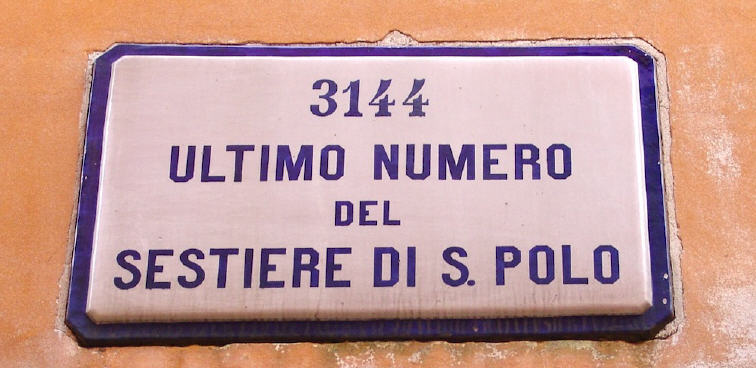 3144
ULTIMO NUMERO
DEL
SESTIERE DI S. POLO